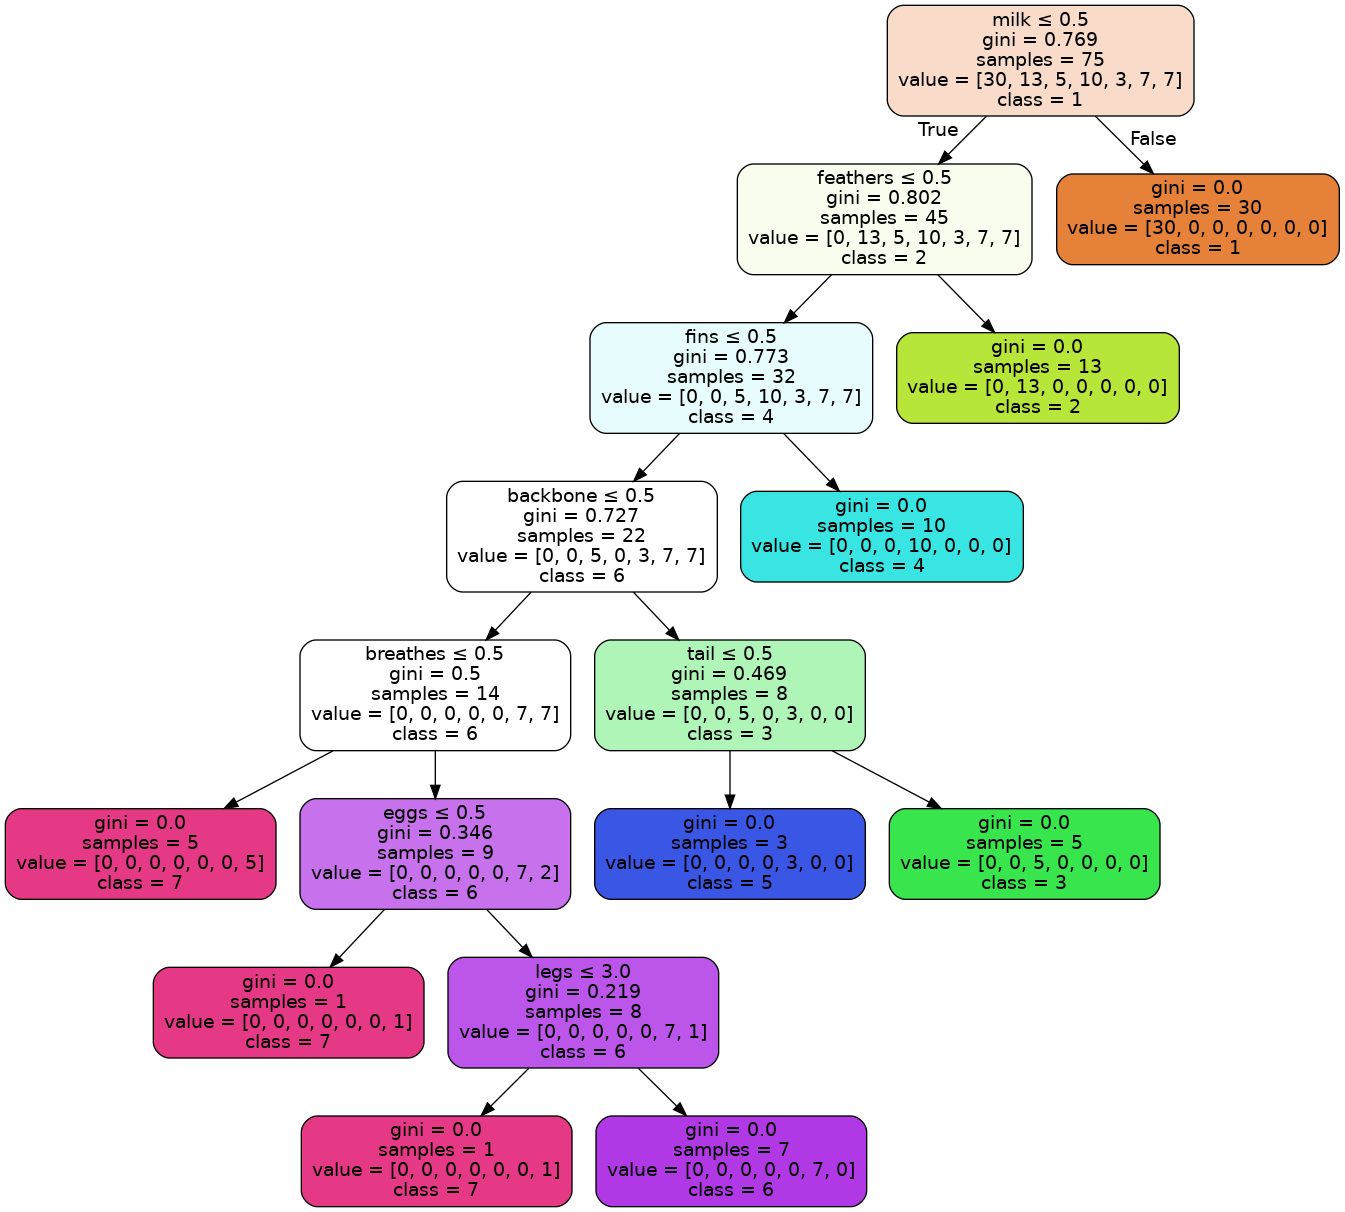 milk ≤ 0.5
gini = 0.769
samples = 75
value = [30, 13, 5, 10, 3, 7, 7]
class = 1
True
False
feathers ≤ 0.5
gini = 0.802
samples = 45
value = [0, 13, 5, 10, 3, 7, 7]
class = 2
gini = 0.0
samples = 30
value = [30, 0, 0, 0, 0, 0, 0]
class = 1
fins ≤ 0.5
gini = 0.773
samples = 32
value = [0, 0, 5, 10, 3, 7, 7]
class = 4
gini = 0.0
samples = 13
value = [0, 13, 0, 0, 0, 0, 0]
class = 2
backbone ≤ 0.5
gini = 0.727
samples = 22
value = [0, 0, 5, 0, 3, 7, 7]
class = 6
gini = 0.0
samples = 10
value = [0, 0, 0, 10, 0, 0, 0]
class = 4
breathes ≤ 0.5
gini = 0.5
samples = 14
value = [0, 0, 0, 0, 0, 7, 7]
class = 6
tail ≤ 0.5
gini = 0.469
samples = 8
value = [0, 0, 5, 0, 3, 0, 0]
class = 3
gini = 0.0
samples = 5
value = [0, 0, 0, 0, 0, 0, 5]
class = 7
eggs ≤ 0.5
gini = 0.346
samples = 9
value = [0, 0, 0, 0, 0, 7, 2]
class = 6
gini = 0.0
samples = 3
value = [0, 0, 0, 0, 3, 0, 0]
class = 5
gini = 0.0
samples = 5
value = [0, 0, 5, 0, 0, 0, 0]
class = 3
gini = 0.0
samples = 1
value = [0, 0, 0, 0, 0, 0, 1]
class = 7
legs ≤ 3.0
gini = 0.219
samples = 8
value = [0, 0, 0, 0, 0, 7, 1]
class = 6
gini = 0.0
samples = 1
value = [0, 0, 0, 0, 0, 0, 1]
class = 7
gini = 0.0
samples = 7
value = [0, 0, 0, 0, 0, 7, 0]
class = 6